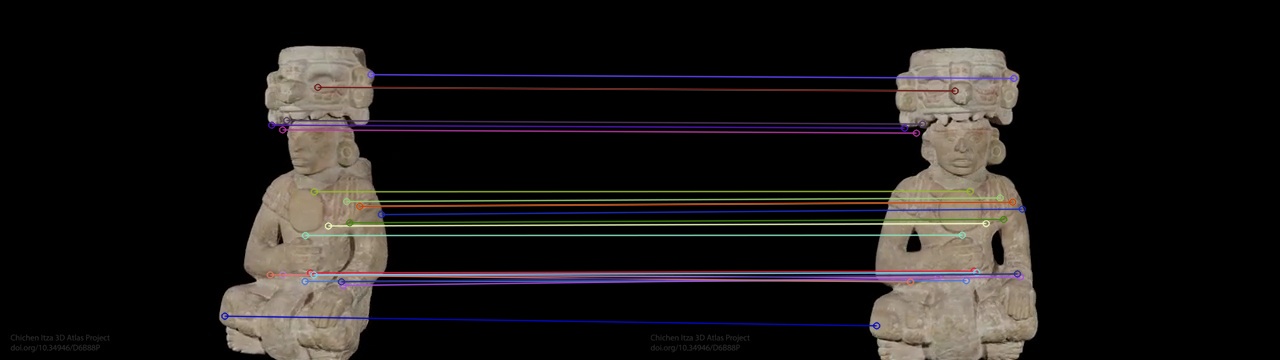 Chichen Itza 3D Atlas Project
doi.org/10.34946/D6B88P
Chichen Itza 3D Atlas Project
doi.org/10.34946/D6B88P